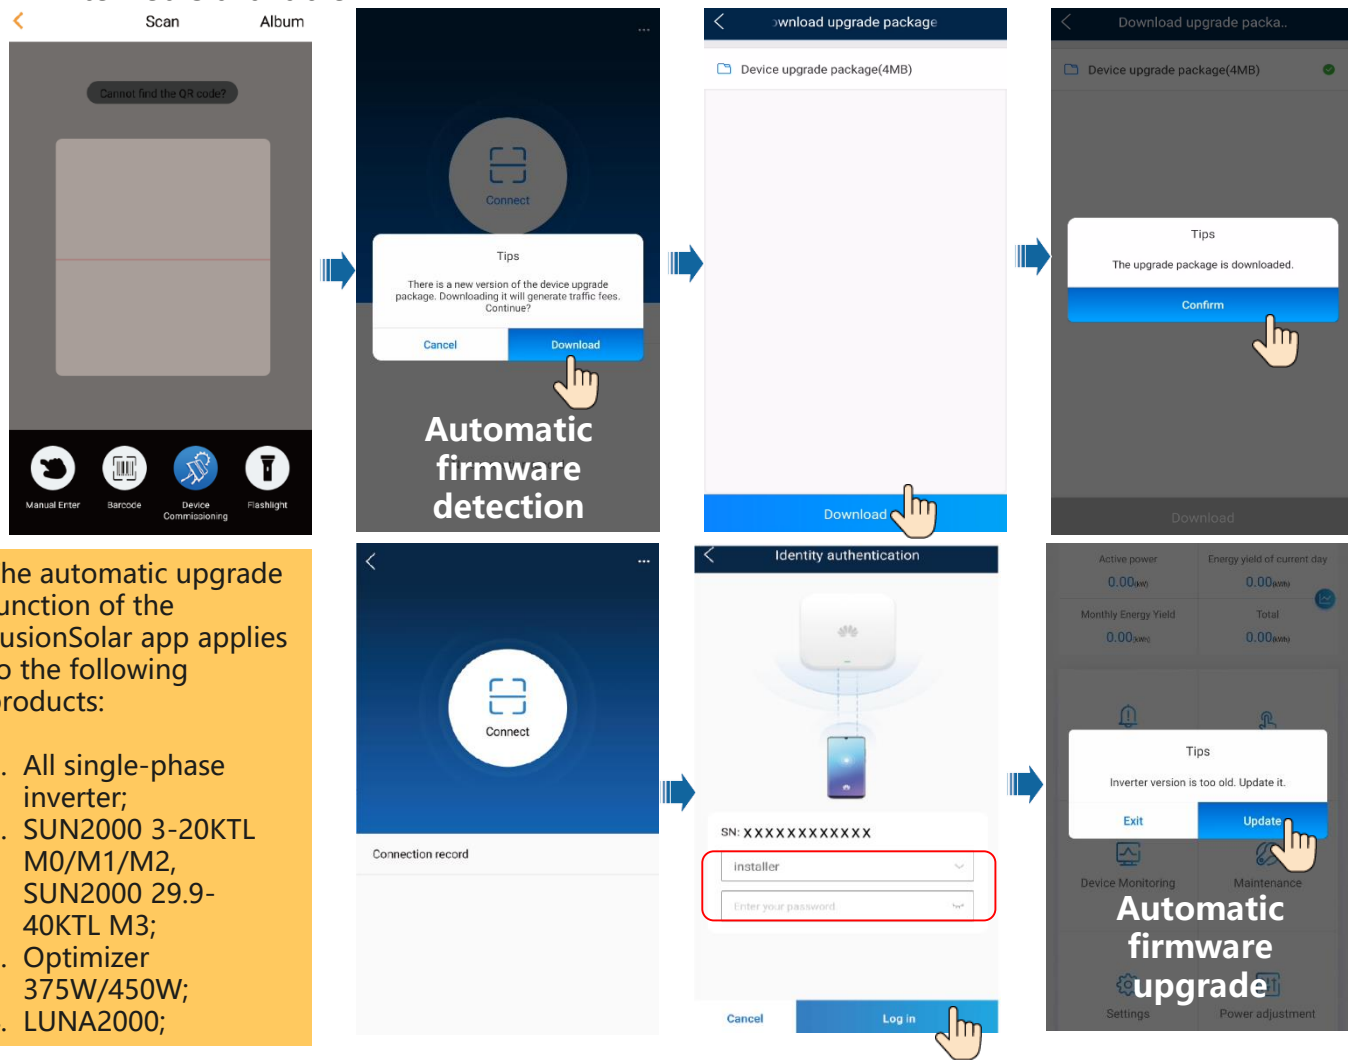 Scan
Album
Cannot find the QR code?
Manual Enter
Barcode
Device
Commissioning
Flashlight
...
Connect
Tips
There is a new version of the device upgrade
package. Downloading it will generate traffic fees.
Continue?
Cancel
Download
Automatic
firmware
detection
wnload upgrade package
Device upgrade package(4MB)
Download
Download upgrade packa..
Device upgrade package(4MB)
Tips
The upgrade package is downloaded.
Confirm
Download
he automatic upgrade
unction of the
usionSolar app applies
o the following
roducts:
. All single-phase
inverter;
. SUN2000 3-20KTL
M0/M1/M2,
SUN2000 29.9-
40KTL M3;
. Optimizer
375W/450W;
. LUNA2000;
...
Connect
Connection record
Identity authentication
SN: XXXXXXXXXXXX
installer
Enter your password.
Cancel
Log in
Active power
Energy yield of current day
0.00(kW)
0.00(kWh)
Monthly Energy Yield
Total
0.00(kWh)
0.00(kWh)
Tips
Inverter version is too old. Update it.
Exit
Update
Device Monitoring
Maintenance
Automatic
firmware
upgrade
Settings
Power adjustment